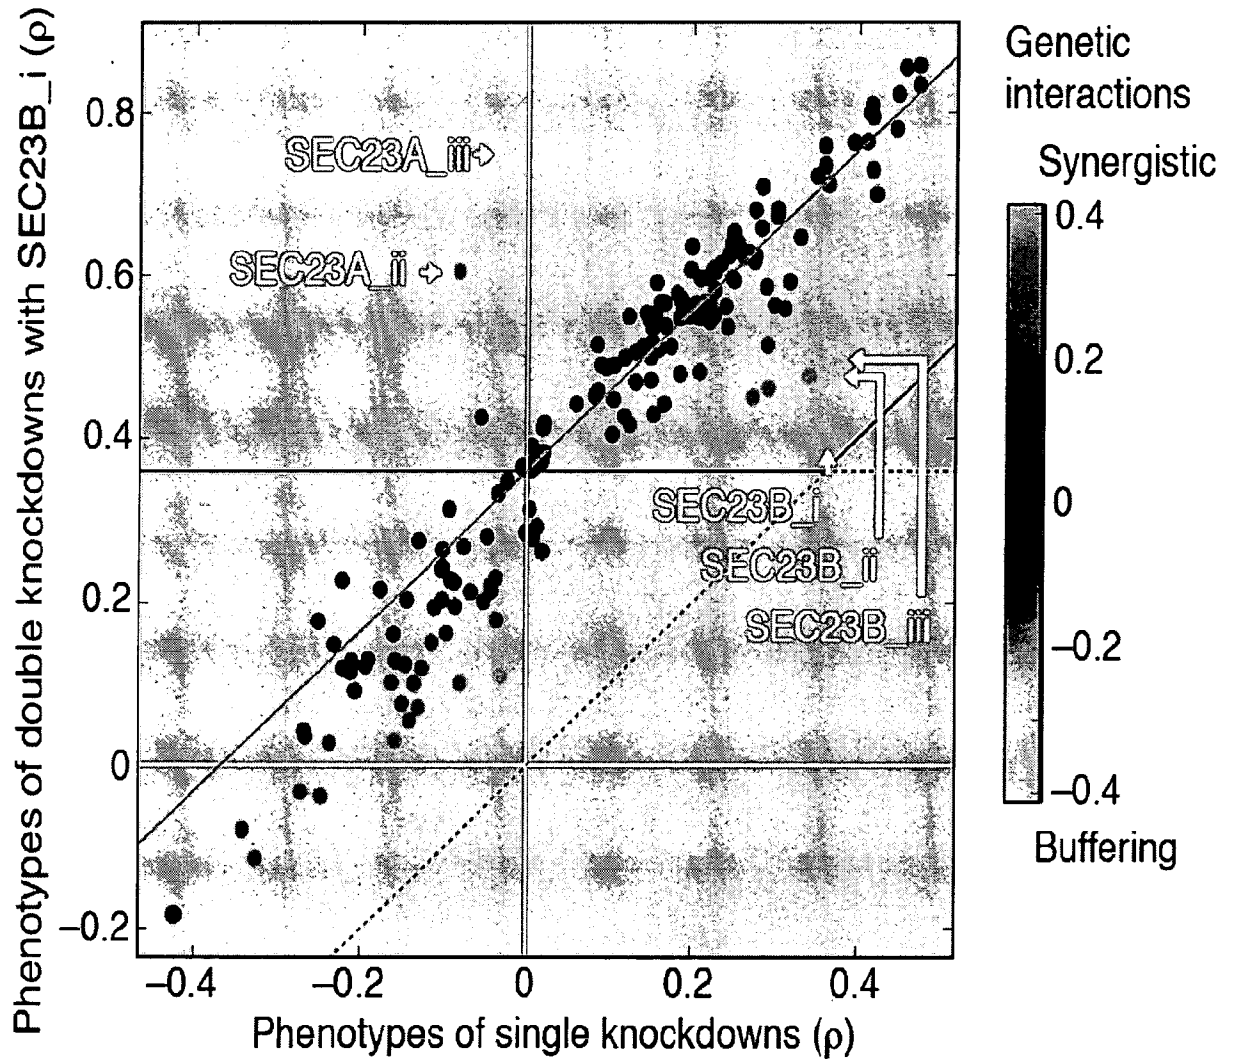 Phenotypes of double knockdowns with SEC23B_i (ρ)
0.8
0.6
0.4
0.2
0
–0.2
SEC23A_iii
SEC23A_ii
SEC23B_i
SEC23B_ii
SEC23B_iii
–0.4
–0.2
0
0.2
0.4
Phenotypes of single knockdowns (ρ)
Genetic
interactions
Synergistic
0.4
0.2
0
–0.2
–0.4
Buffering